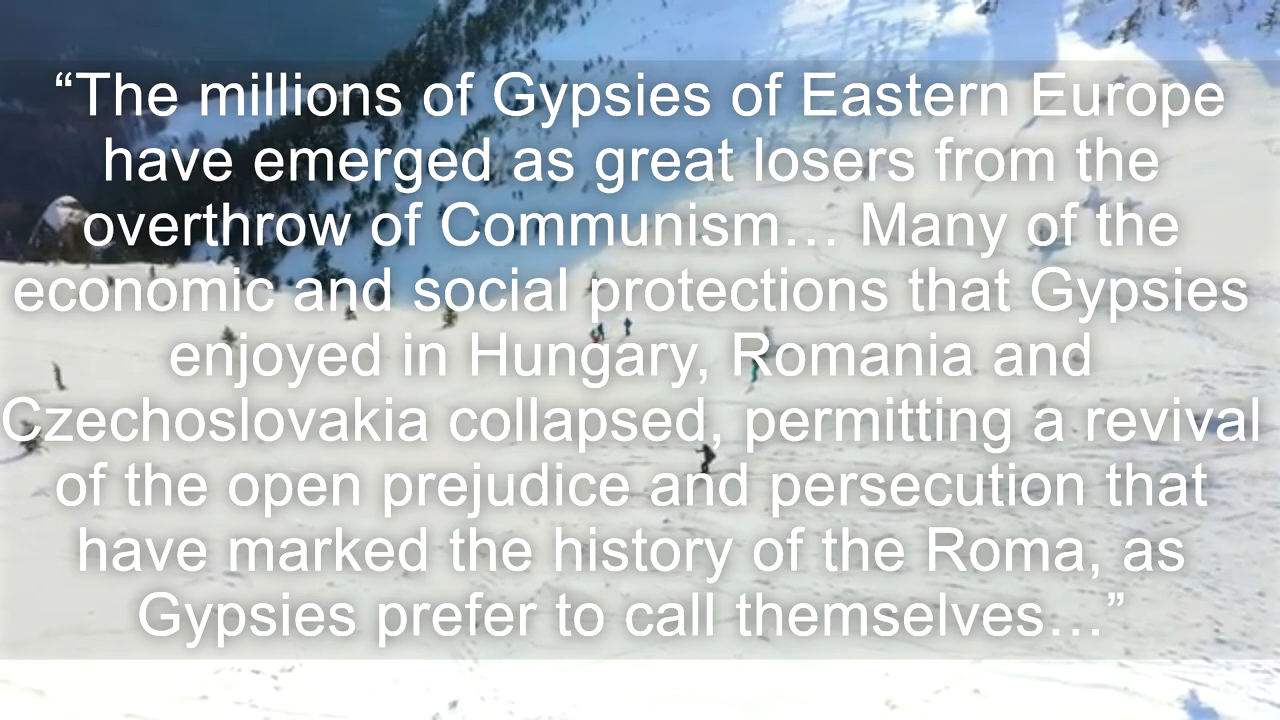 “The millions of Gypsies of Eastern Europe
have emerged as great losers from the
overthrow of Communism… Many of the
economic and social protections that Gypsies
enjoyed in Hungary, Romania and
Czechoslovakia collapsed, permitting a revival
of the open prejudice and persecution that
have marked the history of the Roma, as
Gypsies prefer to call themselves…”